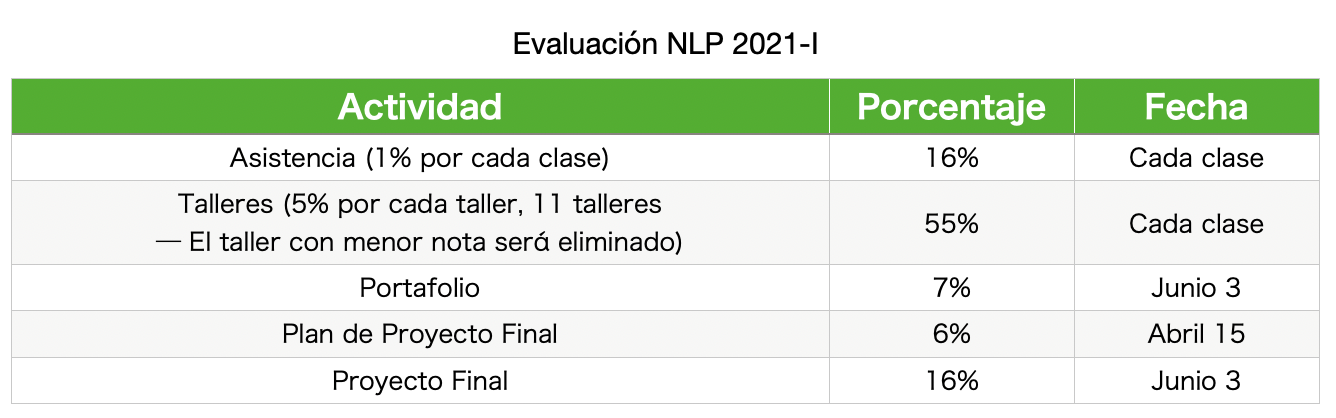 Evaluación NLP 2021-I
Actividad Porcentaje Fecha
Asistencia (1% por cada clase) 16% Cada clase
Talleres (5% por cada taller, 11 talleres
— El taller con menor nota será eliminado) 55% Cada clase
Portafolio 7% Junio 3
Plan de Proyecto Final 6% Abril 15
Proyecto Final 16% Junio 3